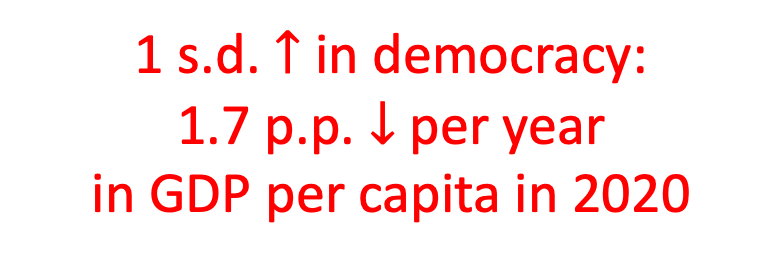 1 s.d. ↑ in democracy:
1.7 p.p. ↓ per year
in GDP per capita in 2020